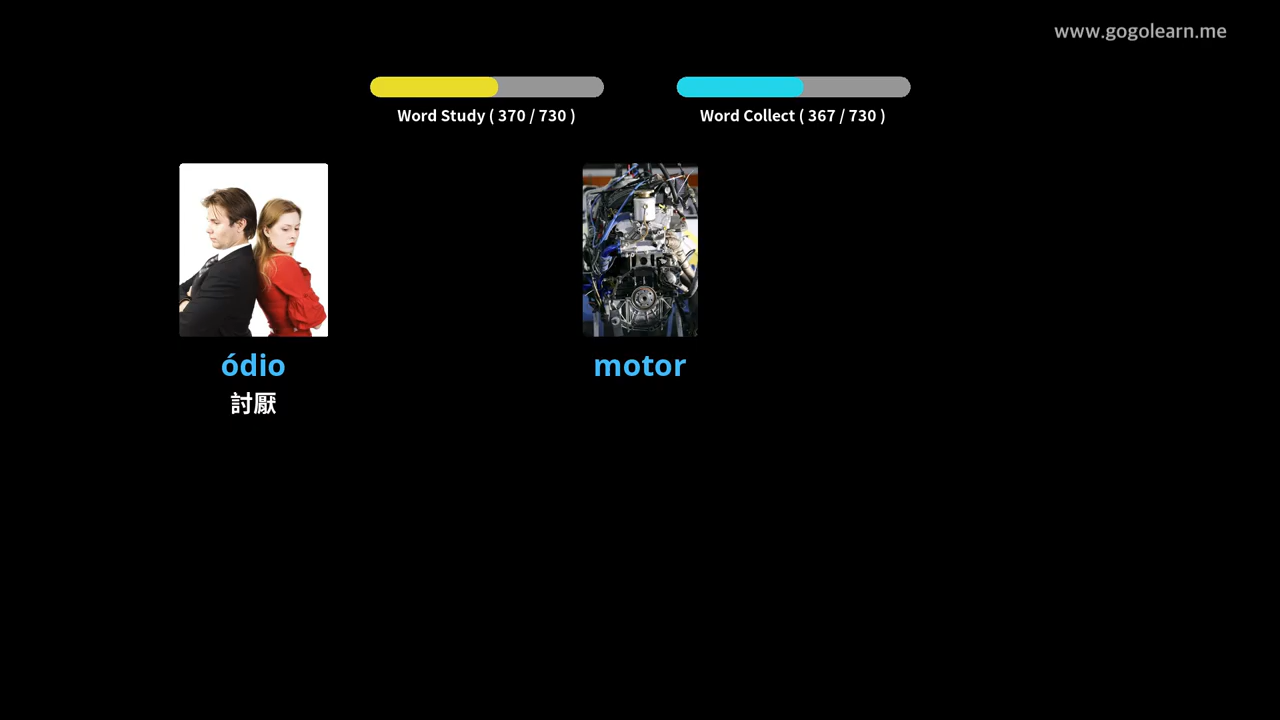 www.gogolearn.me
Word Study ( 370 / 730 )
Word Collect ( 367 / 730 )
ódio
討厭
motor